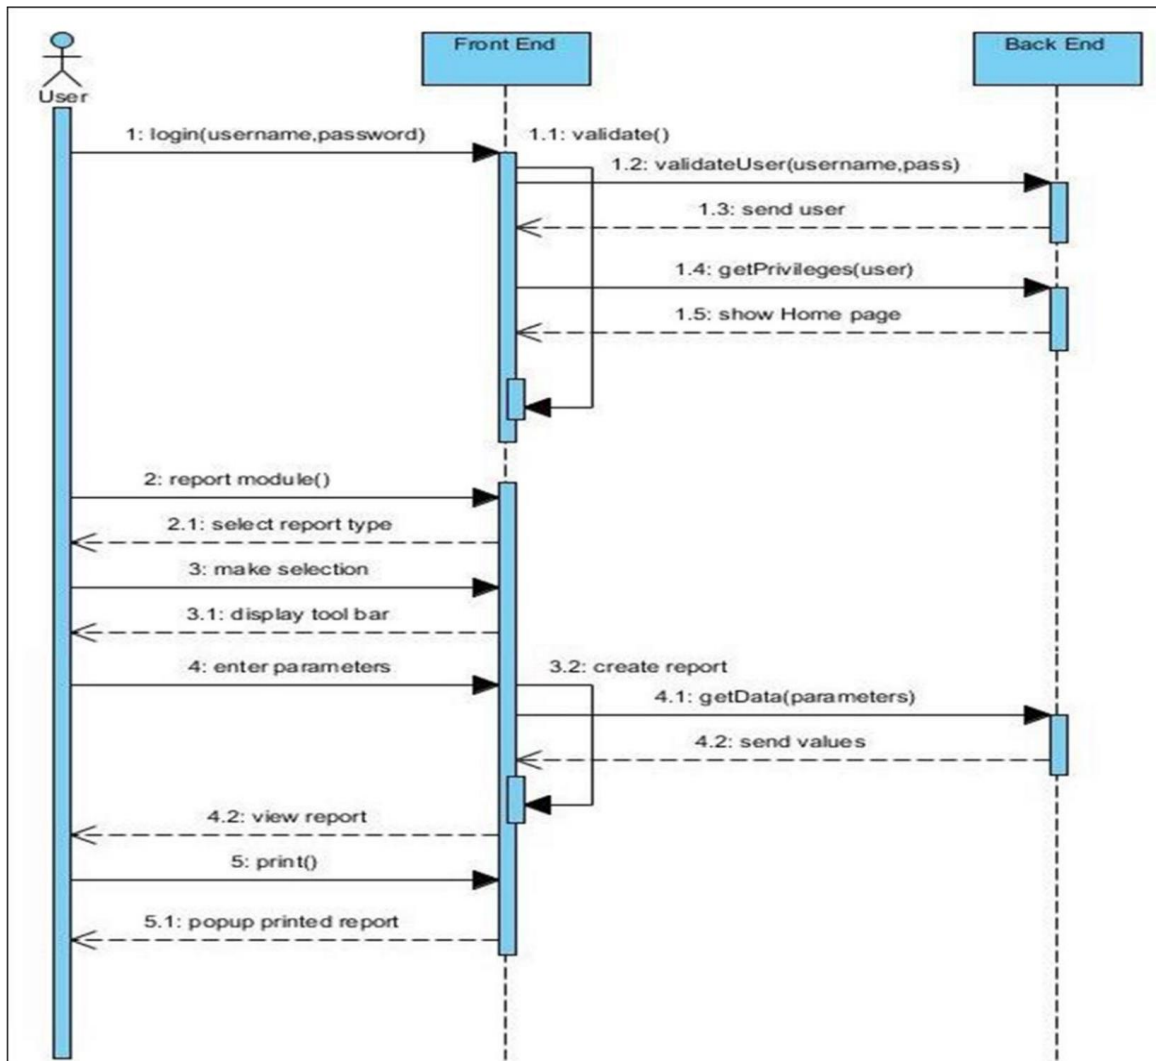 Front End
Back End
User
1: login(username,password)
1.1: validate()
1.2: validateUser(username,pass)
1.3: send user
1.4: getPrivileges(user)
1.5: show Home page
2: report module()
2.1: select report type
3: make selection
3.1: display tool bar
4: enter parameters
3.2: create report
4.1: getData(parameters)
4.2: send values
4.2: view report
5: print()
5.1: popup printed report